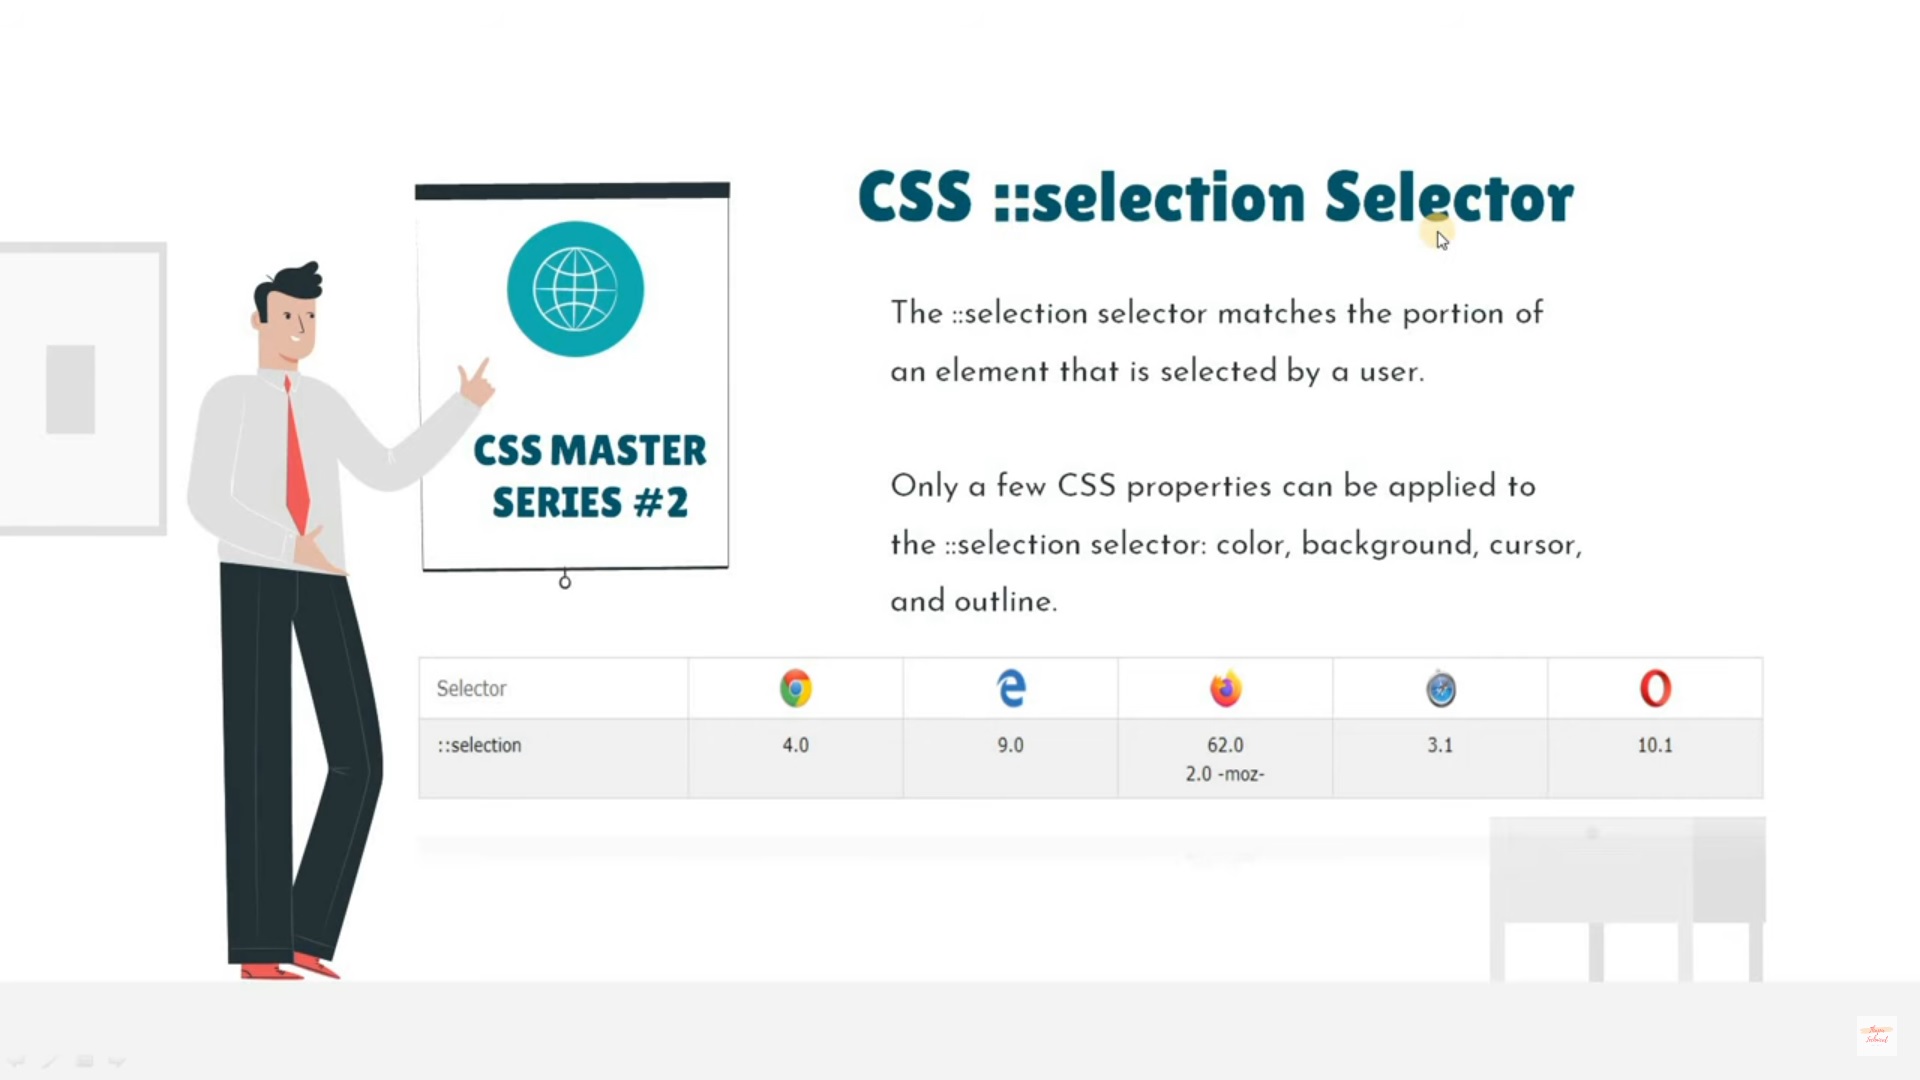 CSS ::selection Selector
The ::selection selector matches the portion of
an element that is selected by a user.
Only a few CSS properties can be applied to
the ::selection selector: color, background, cursor,
and outline.
CSS MASTER
SERIES #2
Selector
::selection 4.0 9.0 62.0 3.1 10.1
2.0 -moz-